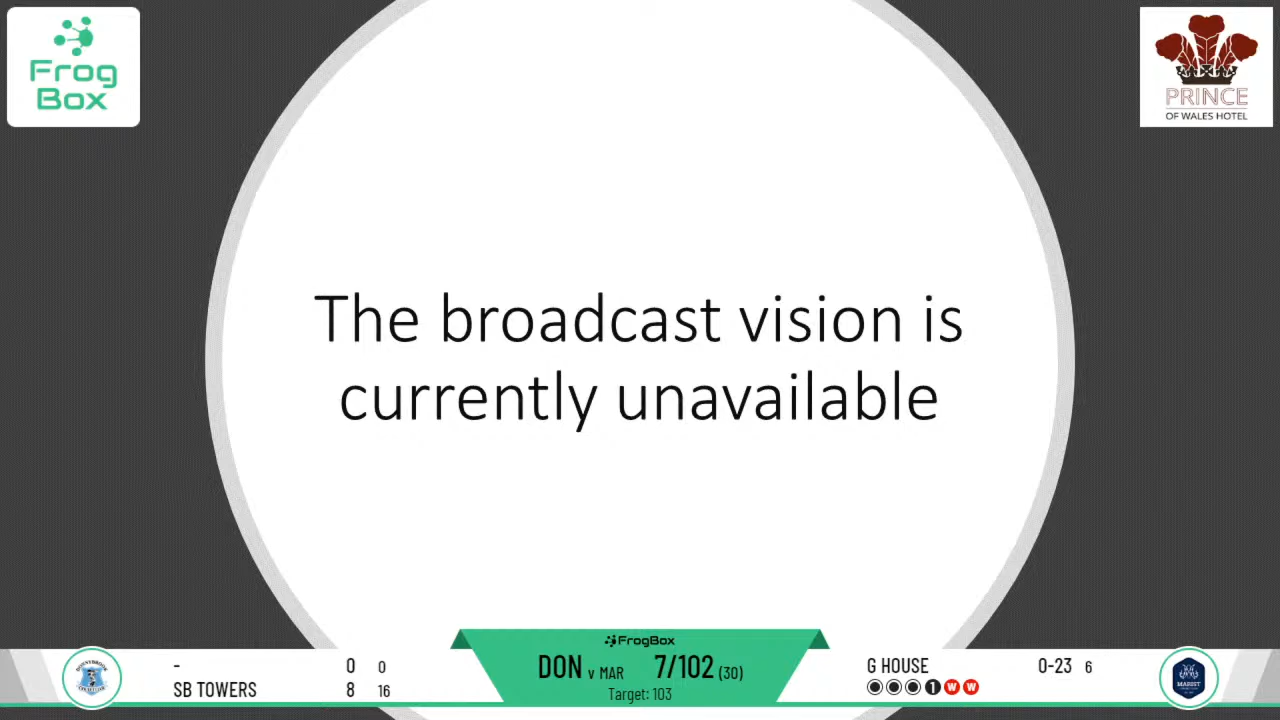 Frog
Box
PRINCE
OF WALES HOTEL
The broadcast vision is
currently unavailable
FrogBox
- 0 0
SB TOWERS 8 16
DON v MAR 7/102 (30)
Target: 103
G HOUSE 0-23 6
1 W W
MARIST